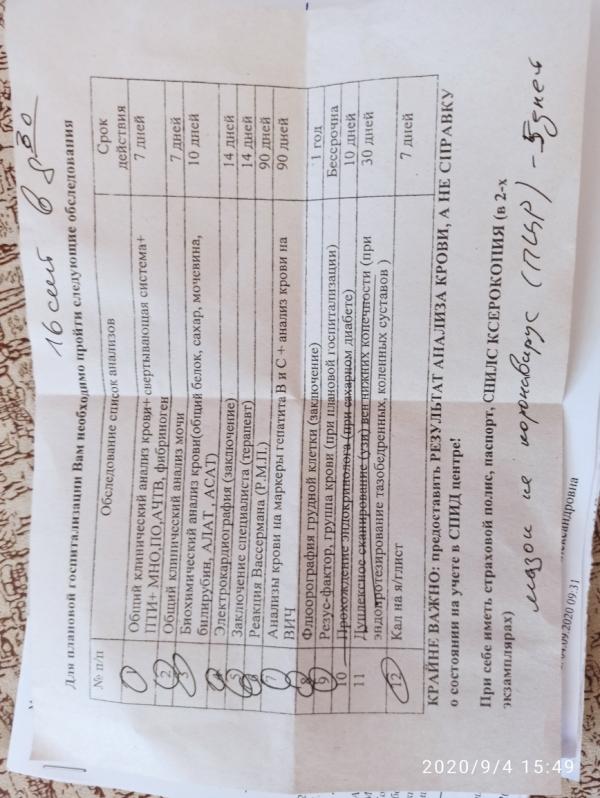 16 сент в 8 30
Для плановой госпитализации Вам необходимо пройти следующие обследования
№ п/п Обследование список анализов Срок действия
1 Общий клинический анализ крови+ свертывающая система+ 7 дней
ПТИ+ МНО,ПО,АЧТВ, фибриноген
2 Общий клинический анализ мочи 7 дней
3 Биохимический анализ крови(общий белок, сахар, мочевина, 10 дней
билирубин, АЛАТ , АСАТ)
4 Электрокардиография (заключение) 14 дней
5 Заключение специалиста (терапевт) 14 дней
6 Реакция Вассермана (Р.М.П.) 90 дней
7 Анализы крови на маркеры гепатита В и С + анализ крови на 90 дней
ВИЧ
8 Флюорография грудной клетки (заключение) 1 год
9 Резус-фактор, группа крови (при плановой госпитализации) Бессрочна
10 Прохождение эндокринолога (при сахарном диабете) 10 дней
11 Дуплексное сканирование (узи) вен нижних конечности (при 30 дней
эндопротезирование тазобедренных, коленных суставов )
12 Кал на я/глист 7 дней
КРАЙНЕ ВАЖНО: предоставить РЕЗУЛЬТАТ АНАЛИЗА КРОВИ, А НЕ СПРАВКУ
о состоянии на учете в СПИД центре!
При себе иметь страховой полис, паспорт, СНИЛС КСЕРОКОПИЯ (в 2-х
экзамплярах)
мазок на коронавирус (ПЦР) - 5 дней
лександровна
04.09.2020 09:31
2020/9/4 15:49